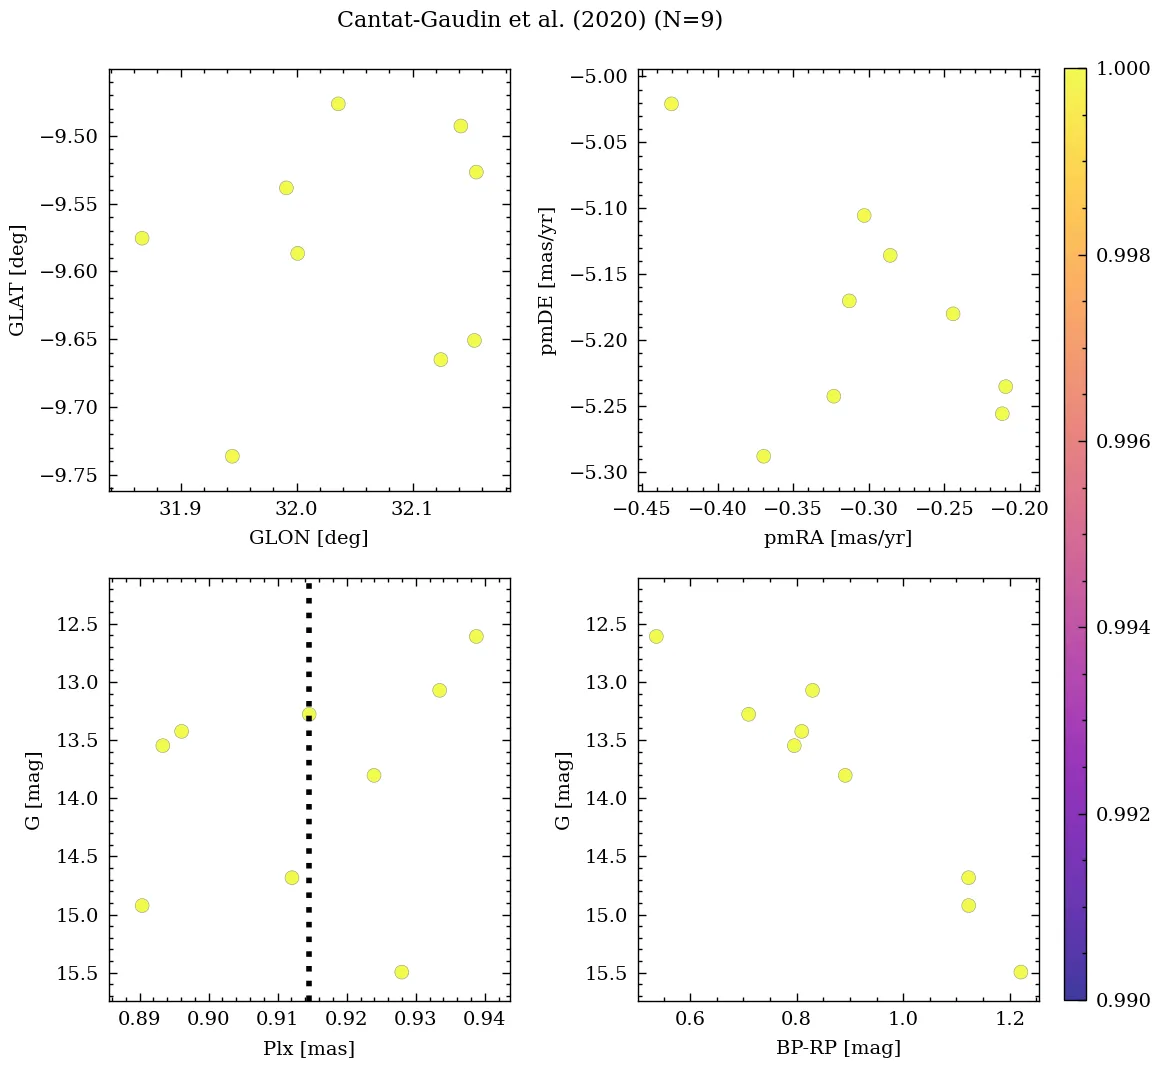 Cantat-Gaudin et al. (2020) (N=9)
GLAT [deg]
−9.50
−9.55
−9.60
−9.65
−9.70
−9.75
31.9 32.0 32.1
GLON [deg]
pmDE [mas/yr]
−5.00
−5.05
−5.10
−5.15
−5.20
−5.25
−5.30
−0.45 −0.40 −0.35 −0.30 −0.25 −0.20
pmRA [mas/yr]
G [mag]
12.5
13.0
13.5
14.0
14.5
15.0
15.5
0.89 0.90 0.91 0.92 0.93 0.94
Plx [mas]
G [mag]
12.5
13.0
13.5
14.0
14.5
15.0
15.5
0.6 0.8 1.0 1.2
BP-RP [mag]
1.000
0.998
0.996
0.994
0.992
0.990